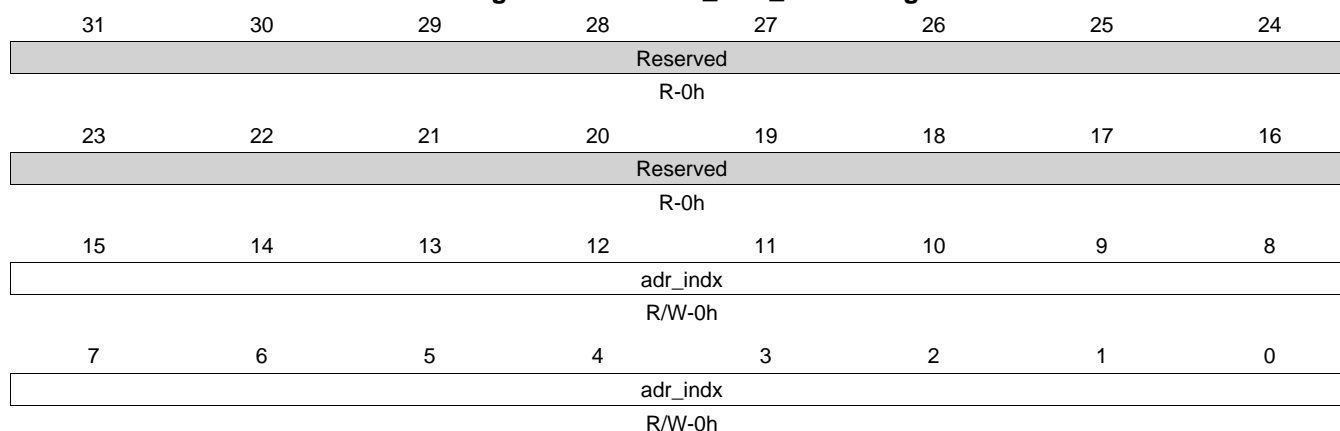 31 30 29 28 27 26 25 24
Reserved
R-0h
23 22 21 20 19 18 17 16
Reserved
R-0h
15 14 13 12 11 10 9 8
adr_indx
R/W-0h
7 6 5 4 3 2 1 0
adr_indx
R/W-0h